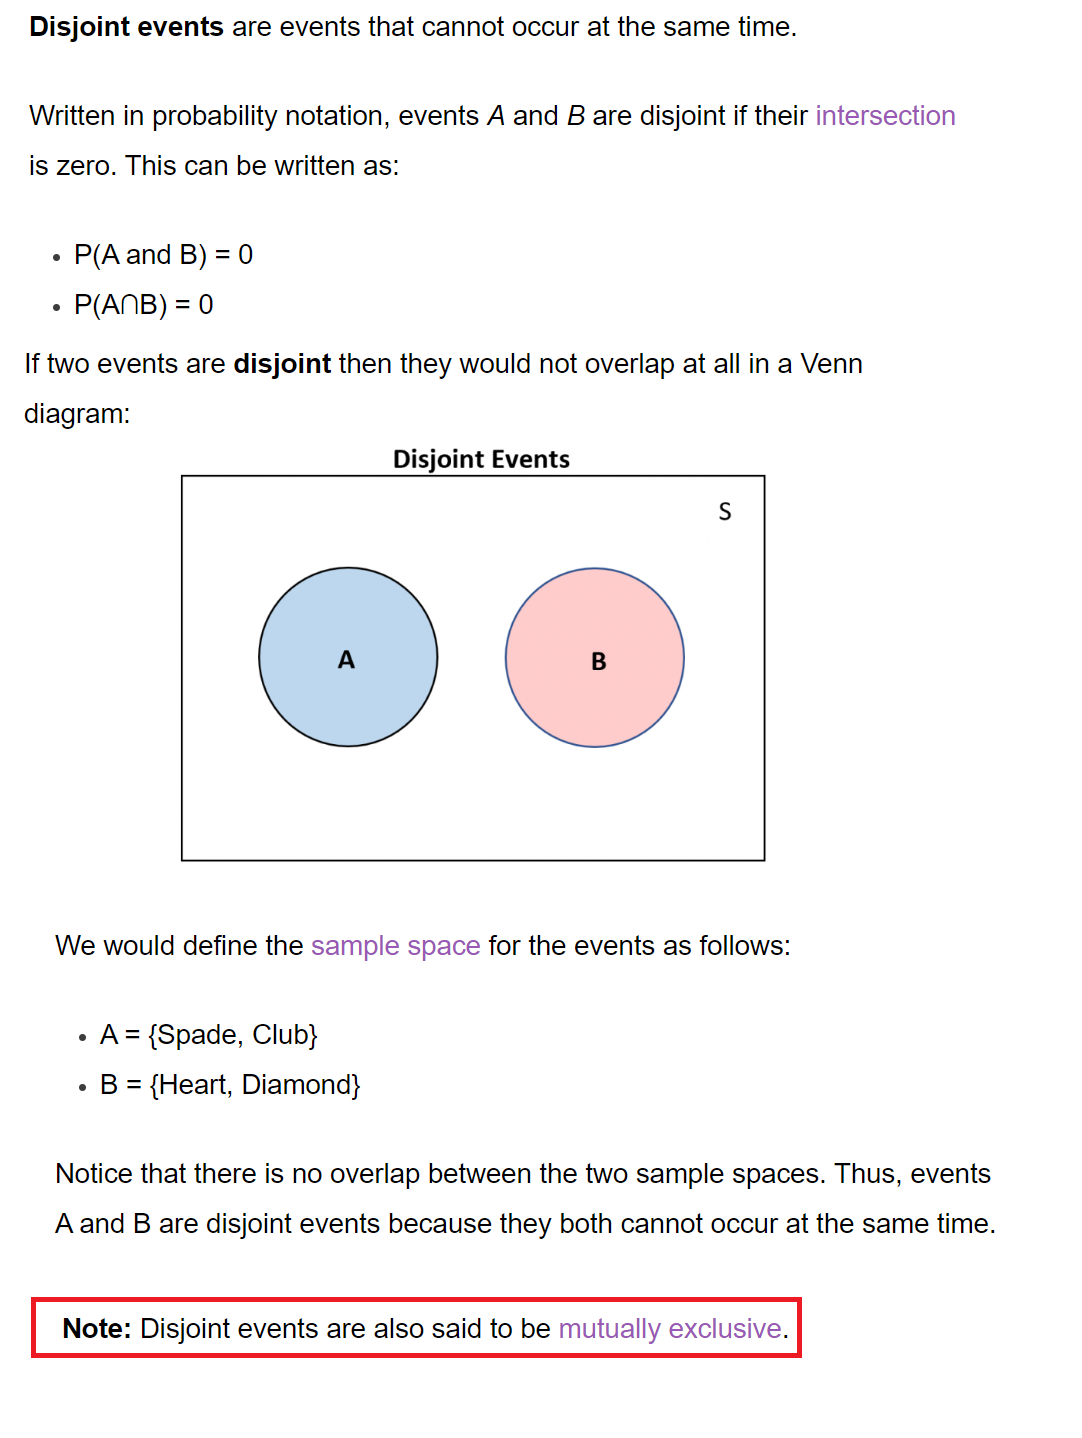 Disjoint events are events that cannot occur at the same time.
Written in probability notation, events A and B are disjoint if their intersection
is zero. This can be written as:
• P(A and B) = 0
• P(A∩B) = 0
If two events are disjoint then they would not overlap at all in a Venn
diagram:
Disjoint Events
S
A
B
We would define the sample space for the events as follows:
• A = {Spade, Club}
• B = {Heart, Diamond}
Notice that there is no overlap between the two sample spaces. Thus, events
A and B are disjoint events because they both cannot occur at the same time.
Note: Disjoint events are also said to be mutually exclusive.